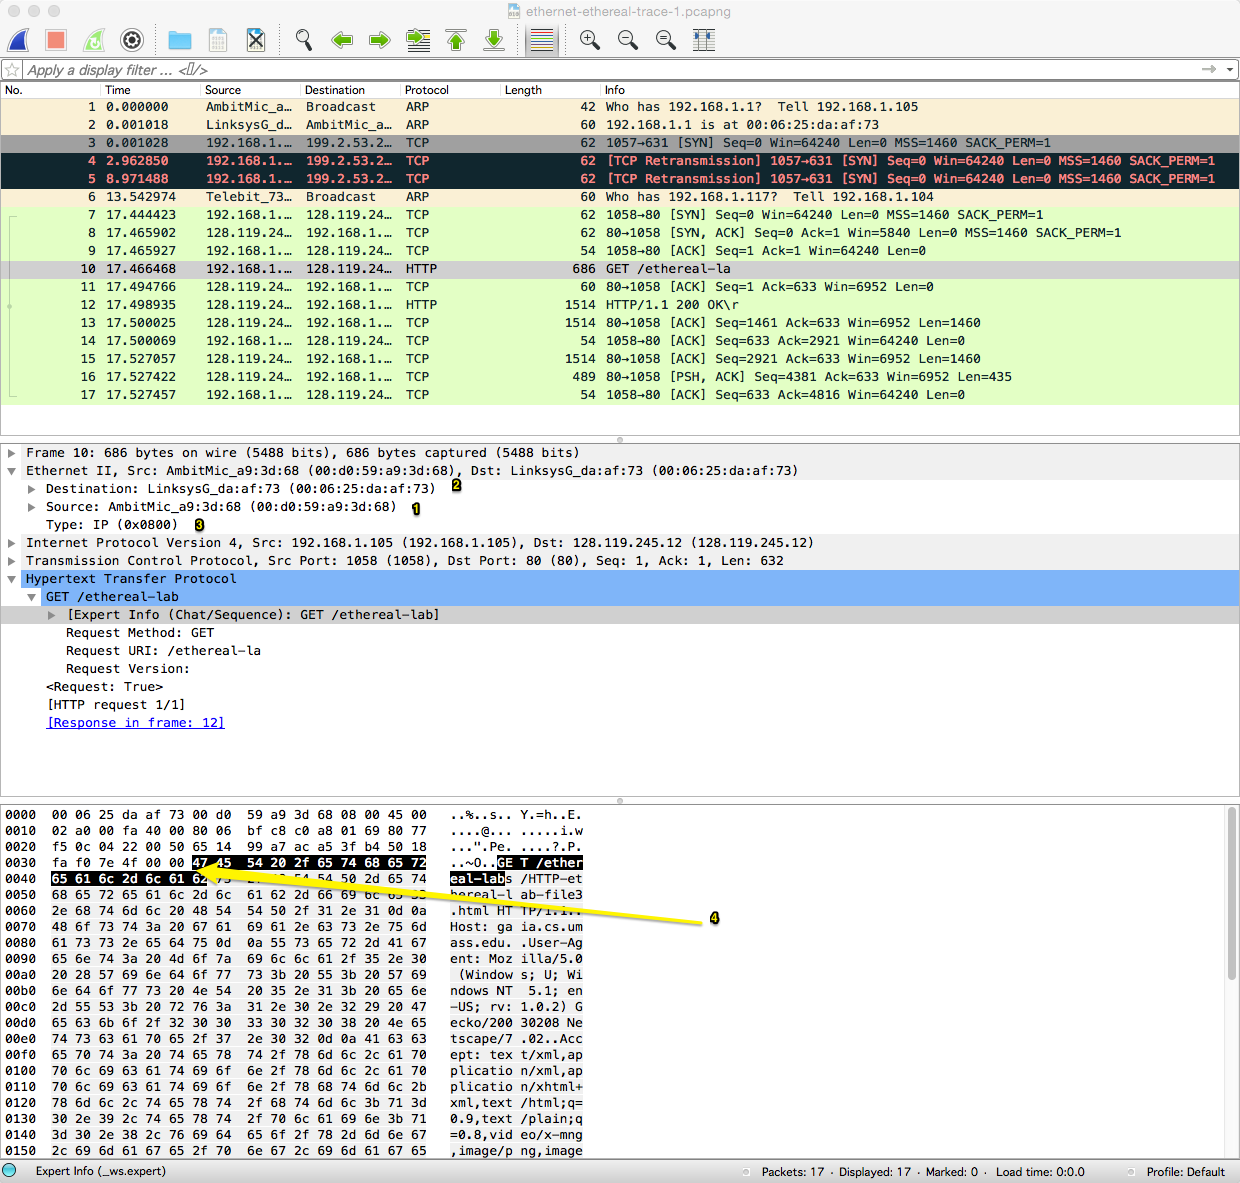 ethernet-ethereal-trace-1.pcapng
Apply a display filter ... <⌘/>
No. Time Source Destination Protocol Length Info
1 0.000000 AmbitMic_a… Broadcast ARP 42 Who has 192.168.1.1? Tell 192.168.1.105
2 0.001018 LinksysG_d… AmbitMic_a… ARP 60 192.168.1.1 is at 00:06:25:da:af:73
3 0.001028 192.168.1.… 199.2.53.2… TCP 62 1057→631 [SYN] Seq=0 Win=64240 Len=0 MSS=1460 SACK_PERM=1
4 2.962850 192.168.1.… 199.2.53.2… TCP 62 [TCP Retransmission] 1057→631 [SYN] Seq=0 Win=64240 Len=0 MSS=1460 SACK_PERM=1
5 8.971488 192.168.1.… 199.2.53.2… TCP 62 [TCP Retransmission] 1057→631 [SYN] Seq=0 Win=64240 Len=0 MSS=1460 SACK_PERM=1
6 13.542974 Telebit_73… Broadcast ARP 60 Who has 192.168.1.117? Tell 192.168.1.104
7 17.444423 192.168.1.… 128.119.24… TCP 62 1058→80 [SYN] Seq=0 Win=64240 Len=0 MSS=1460 SACK_PERM=1
8 17.465902 128.119.24… 192.168.1.… TCP 62 80→1058 [SYN, ACK] Seq=0 Ack=1 Win=5840 Len=0 MSS=1460 SACK_PERM=1
9 17.465927 192.168.1.… 128.119.24… TCP 54 1058→80 [ACK] Seq=1 Ack=1 Win=64240 Len=0
10 17.466468 192.168.1.… 128.119.24… HTTP 686 GET /ethereal-la
11 17.494766 128.119.24… 192.168.1.… TCP 60 80→1058 [ACK] Seq=1 Ack=633 Win=6952 Len=0
12 17.498935 128.119.24… 192.168.1.… HTTP 1514 HTTP/1.1 200 OK\r
13 17.500025 128.119.24… 192.168.1.… TCP 1514 80→1058 [ACK] Seq=1461 Ack=633 Win=6952 Len=1460
14 17.500069 192.168.1.… 128.119.24… TCP 54 1058→80 [ACK] Seq=633 Ack=2921 Win=64240 Len=0
15 17.527057 128.119.24… 192.168.1.… TCP 1514 80→1058 [ACK] Seq=2921 Ack=633 Win=6952 Len=1460
16 17.527422 128.119.24… 192.168.1.… TCP 489 80→1058 [PSH, ACK] Seq=4381 Ack=633 Win=6952 Len=435
17 17.527457 192.168.1.… 128.119.24… TCP 54 1058→80 [ACK] Seq=633 Ack=4816 Win=64240 Len=0
Frame 10: 686 bytes on wire (5488 bits), 686 bytes captured (5488 bits)
Ethernet II, Src: AmbitMic_a9:3d:68 (00:d0:59:a9:3d:68), Dst: LinksysG_da:af:73 (00:06:25:da:af:73)
Destination: LinksysG_da:af:73 (00:06:25:da:af:73) 2
Source: AmbitMic_a9:3d:68 (00:d0:59:a9:3d:68) 1
Type: IP (0x0800) 3
Internet Protocol Version 4, Src: 192.168.1.105 (192.168.1.105), Dst: 128.119.245.12 (128.119.245.12)
Transmission Control Protocol, Src Port: 1058 (1058), Dst Port: 80 (80), Seq: 1, Ack: 1, Len: 632
Hypertext Transfer Protocol
GET /ethereal-lab
[Expert Info (Chat/Sequence): GET /ethereal-lab]
Request Method: GET
Request URI: /ethereal-la
Request Version:
<Request: True>
[HTTP request 1/1]
[Response in frame: 12]
0000 00 06 25 da af 73 00 d0 59 a9 3d 68 08 00 45 00 ..%..s.. Y.=h..E.
0010 02 a0 00 fa 40 00 80 06 bf c8 c0 a8 01 69 80 77 ....@... .....i.w
0020 f5 0c 04 22 00 50 65 14 99 a7 ac a5 3f b4 50 18 ...".Pe. ....?.P.
0030 fa f0 7e 4f 00 00 47 45 54 20 2f 65 74 68 65 72 ..~O..GE T /ether
0040 65 61 6c 2d 6c 61 62 54 54 50 2d 65 74 eal-labs /HTTP-et
0050 68 65 72 65 61 6c 2d 6c 61 62 2d 66 69 6c 65 33 hereal-l ab-file3
0060 2e 68 74 6d 6c 20 48 54 54 50 2f 31 2e 31 0d 0a .html HT TP/1.1..
0070 48 6f 73 74 3a 20 67 61 69 61 2e 63 73 2e 75 6d Host: ga ia.cs.um
0080 61 73 73 2e 65 64 75 0d 0a 55 73 65 72 2d 41 67 ass.edu. .User-Ag
0090 65 6e 74 3a 20 4d 6f 7a 69 6c 6c 61 2f 35 2e 30 ent: Moz illa/5.0
00a0 20 28 57 69 6e 64 6f 77 73 3b 20 55 3b 20 57 69 (Window s; U; Wi
00b0 6e 64 6f 77 73 20 4e 54 20 35 2e 31 3b 20 65 6e ndows NT 5.1; en
00c0 2d 55 53 3b 20 72 76 3a 31 2e 30 2e 32 29 20 47 -US; rv: 1.0.2) G
00d0 65 63 6b 6f 2f 32 30 30 33 30 32 30 38 20 4e 65 ecko/200 30208 Ne
00e0 74 73 63 61 70 65 2f 37 2e 30 32 0d 0a 41 63 63 tscape/7 .02..Acc
00f0 65 70 74 3a 20 74 65 78 74 2f 78 6d 6c 2c 61 70 ept: tex t/xml,ap
0100 70 6c 69 63 61 74 69 6f 6e 2f 78 6d 6c 2c 61 70 plicatio n/xml,ap
0110 70 6c 69 63 61 74 69 6f 6e 2f 78 68 74 6d 6c 2b plicatio n/xhtml+
0120 78 6d 6c 2c 74 65 78 74 2f 68 74 6d 6c 3b 71 3d xml,text /html;q=
0130 30 2e 39 2c 74 65 78 74 2f 70 6c 61 69 6e 3b 71 0.9,text /plain;q
0140 3d 30 2e 38 2c 76 69 64 65 6f 2f 78 2d 6d 6e 67 =0.8,vid eo/x-mng
0150 2c 69 6d 61 67 65 2f 70 6e 67 2c 69 6d 61 67 65 ,image/p ng,image
4
Expert Info (_ws.expert) Packets: 17 · Displayed: 17 · Marked: 0 · Load time: 0:0.0 Profile: Default